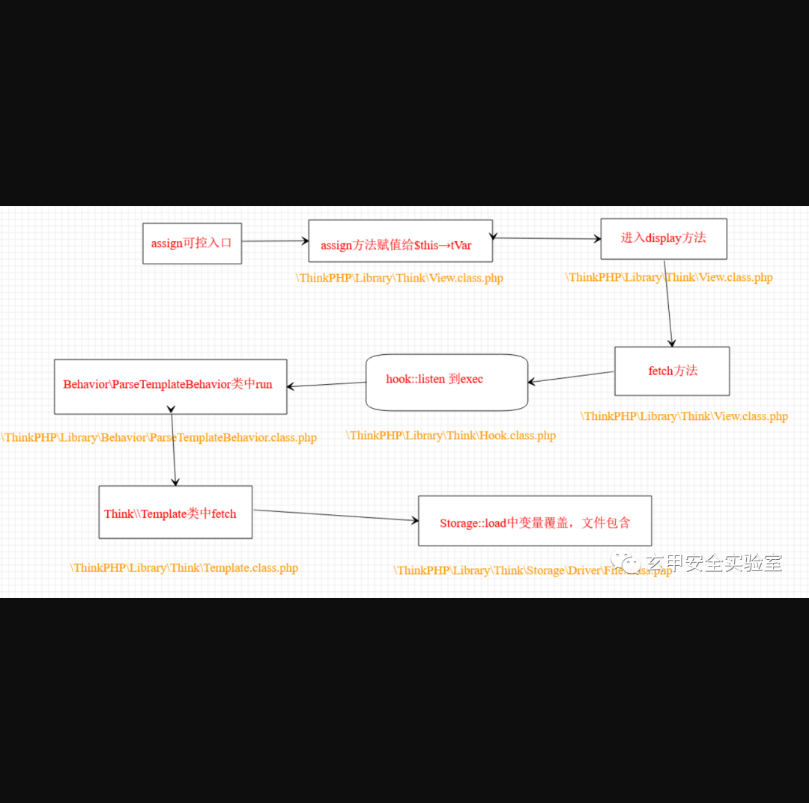 assign可控入口
assign方法赋值给$this→tVar
进入display方法
\ThinkPHP\Library\Think\View.class.php
\ThinkPHP\Library\Think\View.class.php
fetch方法
hook::listen 到exec
Behavior\ParseTemplateBehavior类中run
\ThinkPHP\Library\Think\View.class.php
\ThinkPHP\Library\Think\Hook.class.php
\ThinkPHP\Library\Behavior\ParseTemplateBehavior.class.php
Think\\Template类中fetch
Storage::load中变量覆盖，文件包含
\ThinkPHP\Library\Think\Template.class.php
\ThinkPHP\Library\Think\Storage\Driver\File.class.php
玄甲安全实验室